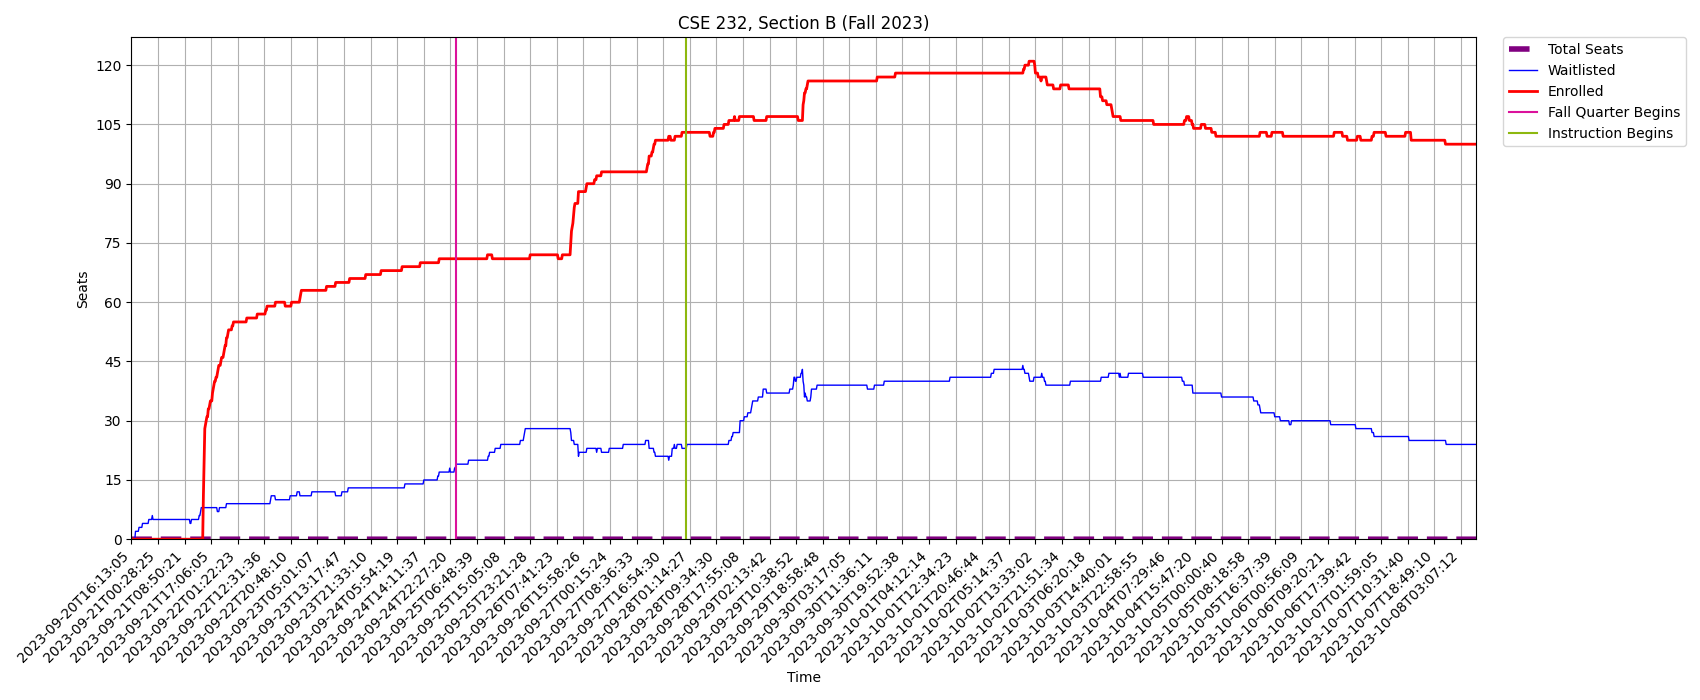 CSE 232, Section B (Fall 2023)
Total Seats
Waitlisted
Enrolled
Fall Quarter Begins
Instruction Begins
120
105
90
75
60
45
30
15
0
Seats
2023-09-20T16:13:05
2023-09-21T00:28:25
2023-09-21T08:50:21
2023-09-21T17:06:05
2023-09-22T01:22:23
2023-09-22T12:31:36
2023-09-22T20:48:10
2023-09-23T05:01:07
2023-09-23T13:17:47
2023-09-23T21:33:10
2023-09-24T05:54:19
2023-09-24T14:11:37
2023-09-24T22:27:20
2023-09-25T06:48:39
2023-09-25T15:05:08
2023-09-25T23:21:28
2023-09-26T07:41:23
2023-09-26T15:58:26
2023-09-27T00:15:24
2023-09-27T08:36:33
2023-09-27T16:54:30
2023-09-28T01:14:27
2023-09-28T09:34:30
2023-09-28T17:55:08
2023-09-29T02:13:42
2023-09-29T10:38:52
2023-09-29T18:58:48
2023-09-30T03:17:05
2023-09-30T11:36:11
2023-09-30T19:52:38
2023-10-01T04:12:14
2023-10-01T12:34:23
2023-10-01T20:46:44
2023-10-02T05:14:37
2023-10-02T13:33:02
2023-10-02T21:51:34
2023-10-03T06:20:18
2023-10-03T14:40:01
2023-10-03T22:58:55
2023-10-04T07:29:46
2023-10-04T15:47:20
2023-10-05T00:00:40
2023-10-05T08:18:58
2023-10-05T16:37:39
2023-10-06T00:56:09
2023-10-06T09:20:21
2023-10-06T17:39:42
2023-10-07T01:59:05
2023-10-07T10:31:40
2023-10-07T18:49:10
2023-10-08T03:07:12
Time